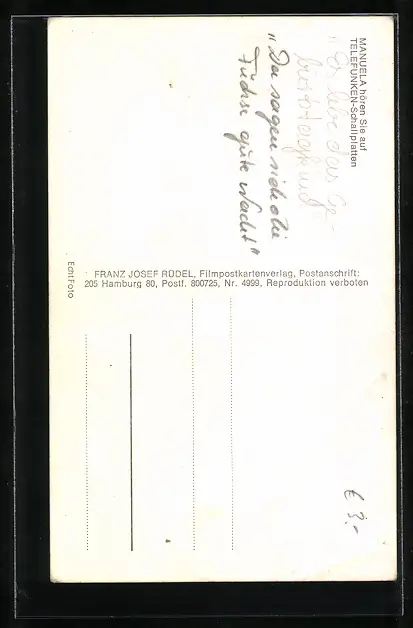 MANUELA hören Sie auf
TELEFUNKEN-Schallplatten
"Es lebe das Ge-
burtstagskind
"Da sagen sich die
Füchse gute Nacht"
FRANZ JOSEF RÜDEL, Filmpostkartenverlag, Postanschrift:
205 Hamburg 80, Postf. 800725, Nr. 4999, Reproduktion verboten
Echt Foto
€ 3,-